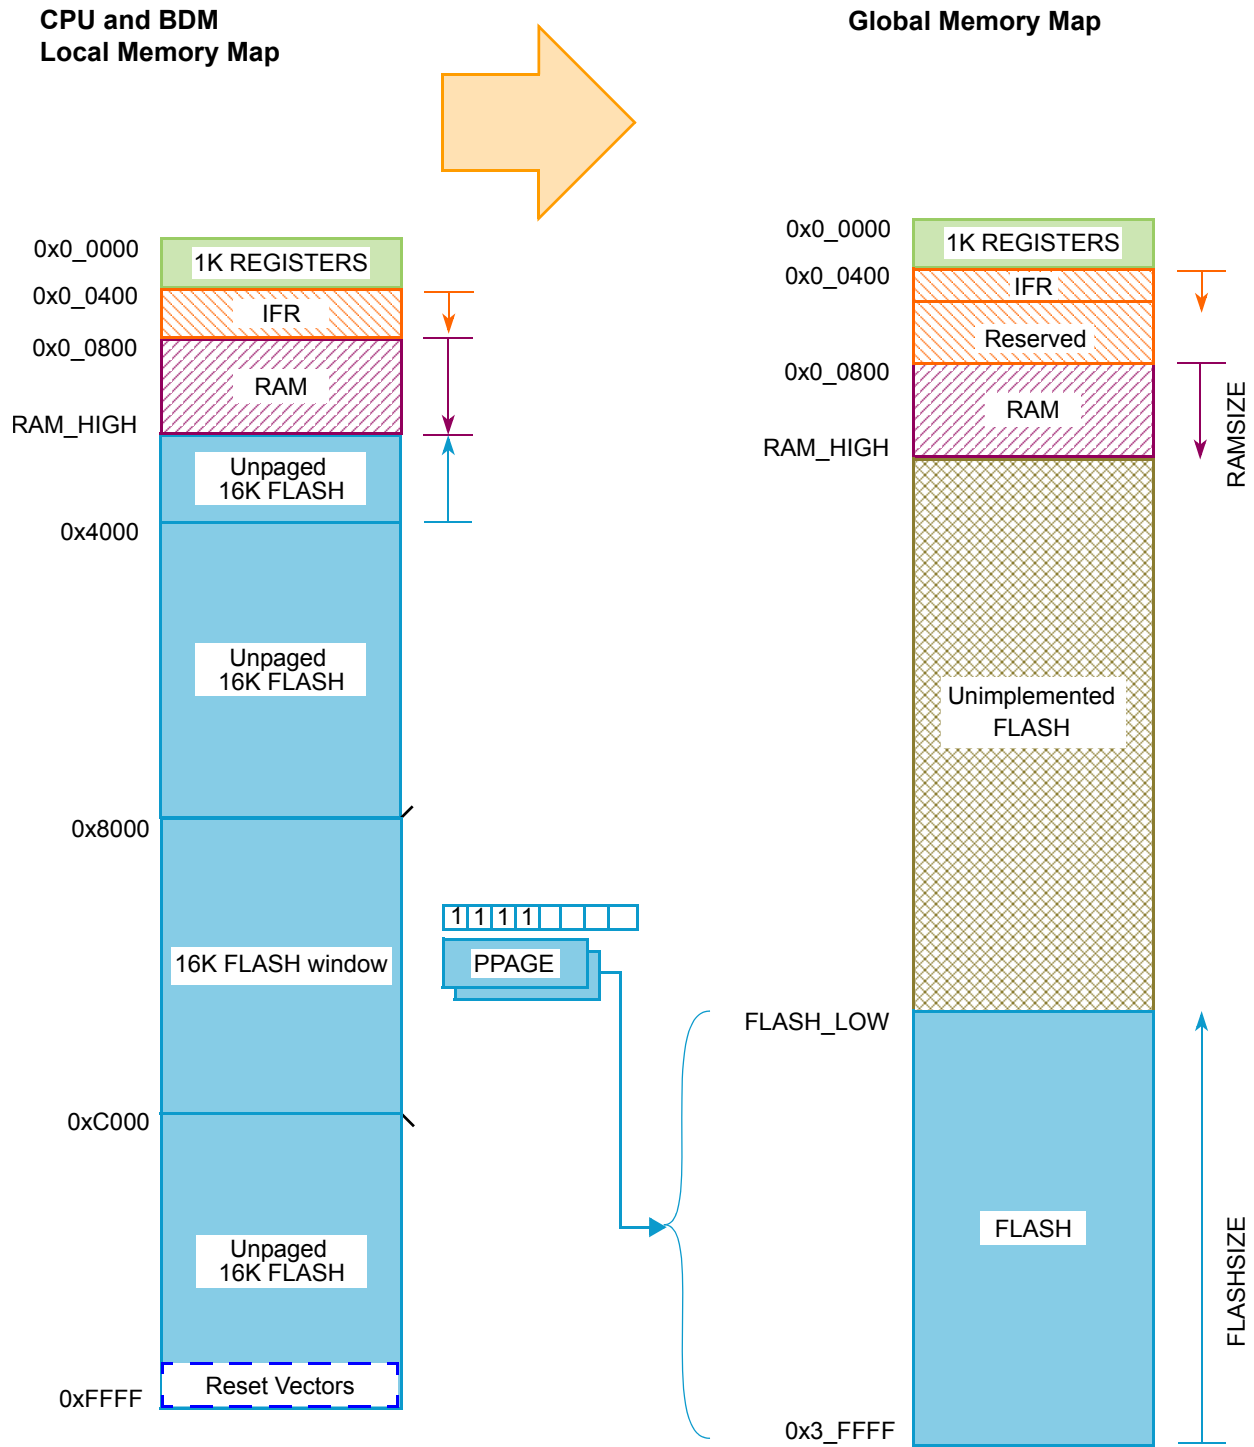 CPU and BDM
Local Memory Map
Global Memory Map
0x0_0000
1K REGISTERS
0x0_0400
IFR
0x0_0800
RAM
RAM_HIGH
Unpaged
16K FLASH
0x4000
Unpaged
16K FLASH
0x8000
16K FLASH window
0xC000
Unpaged
16K FLASH
Reset Vectors
0xFFFF
1 1 1 1
PPAGE
0x0_0000
1K REGISTERS
0x0_0400
IFR
Reserved
0x0_0800
RAM
RAM_HIGH
RAMSIZE
Unimplemented
FLASH
FLASH_LOW
FLASH
FLASHSIZE
0x3_FFFF